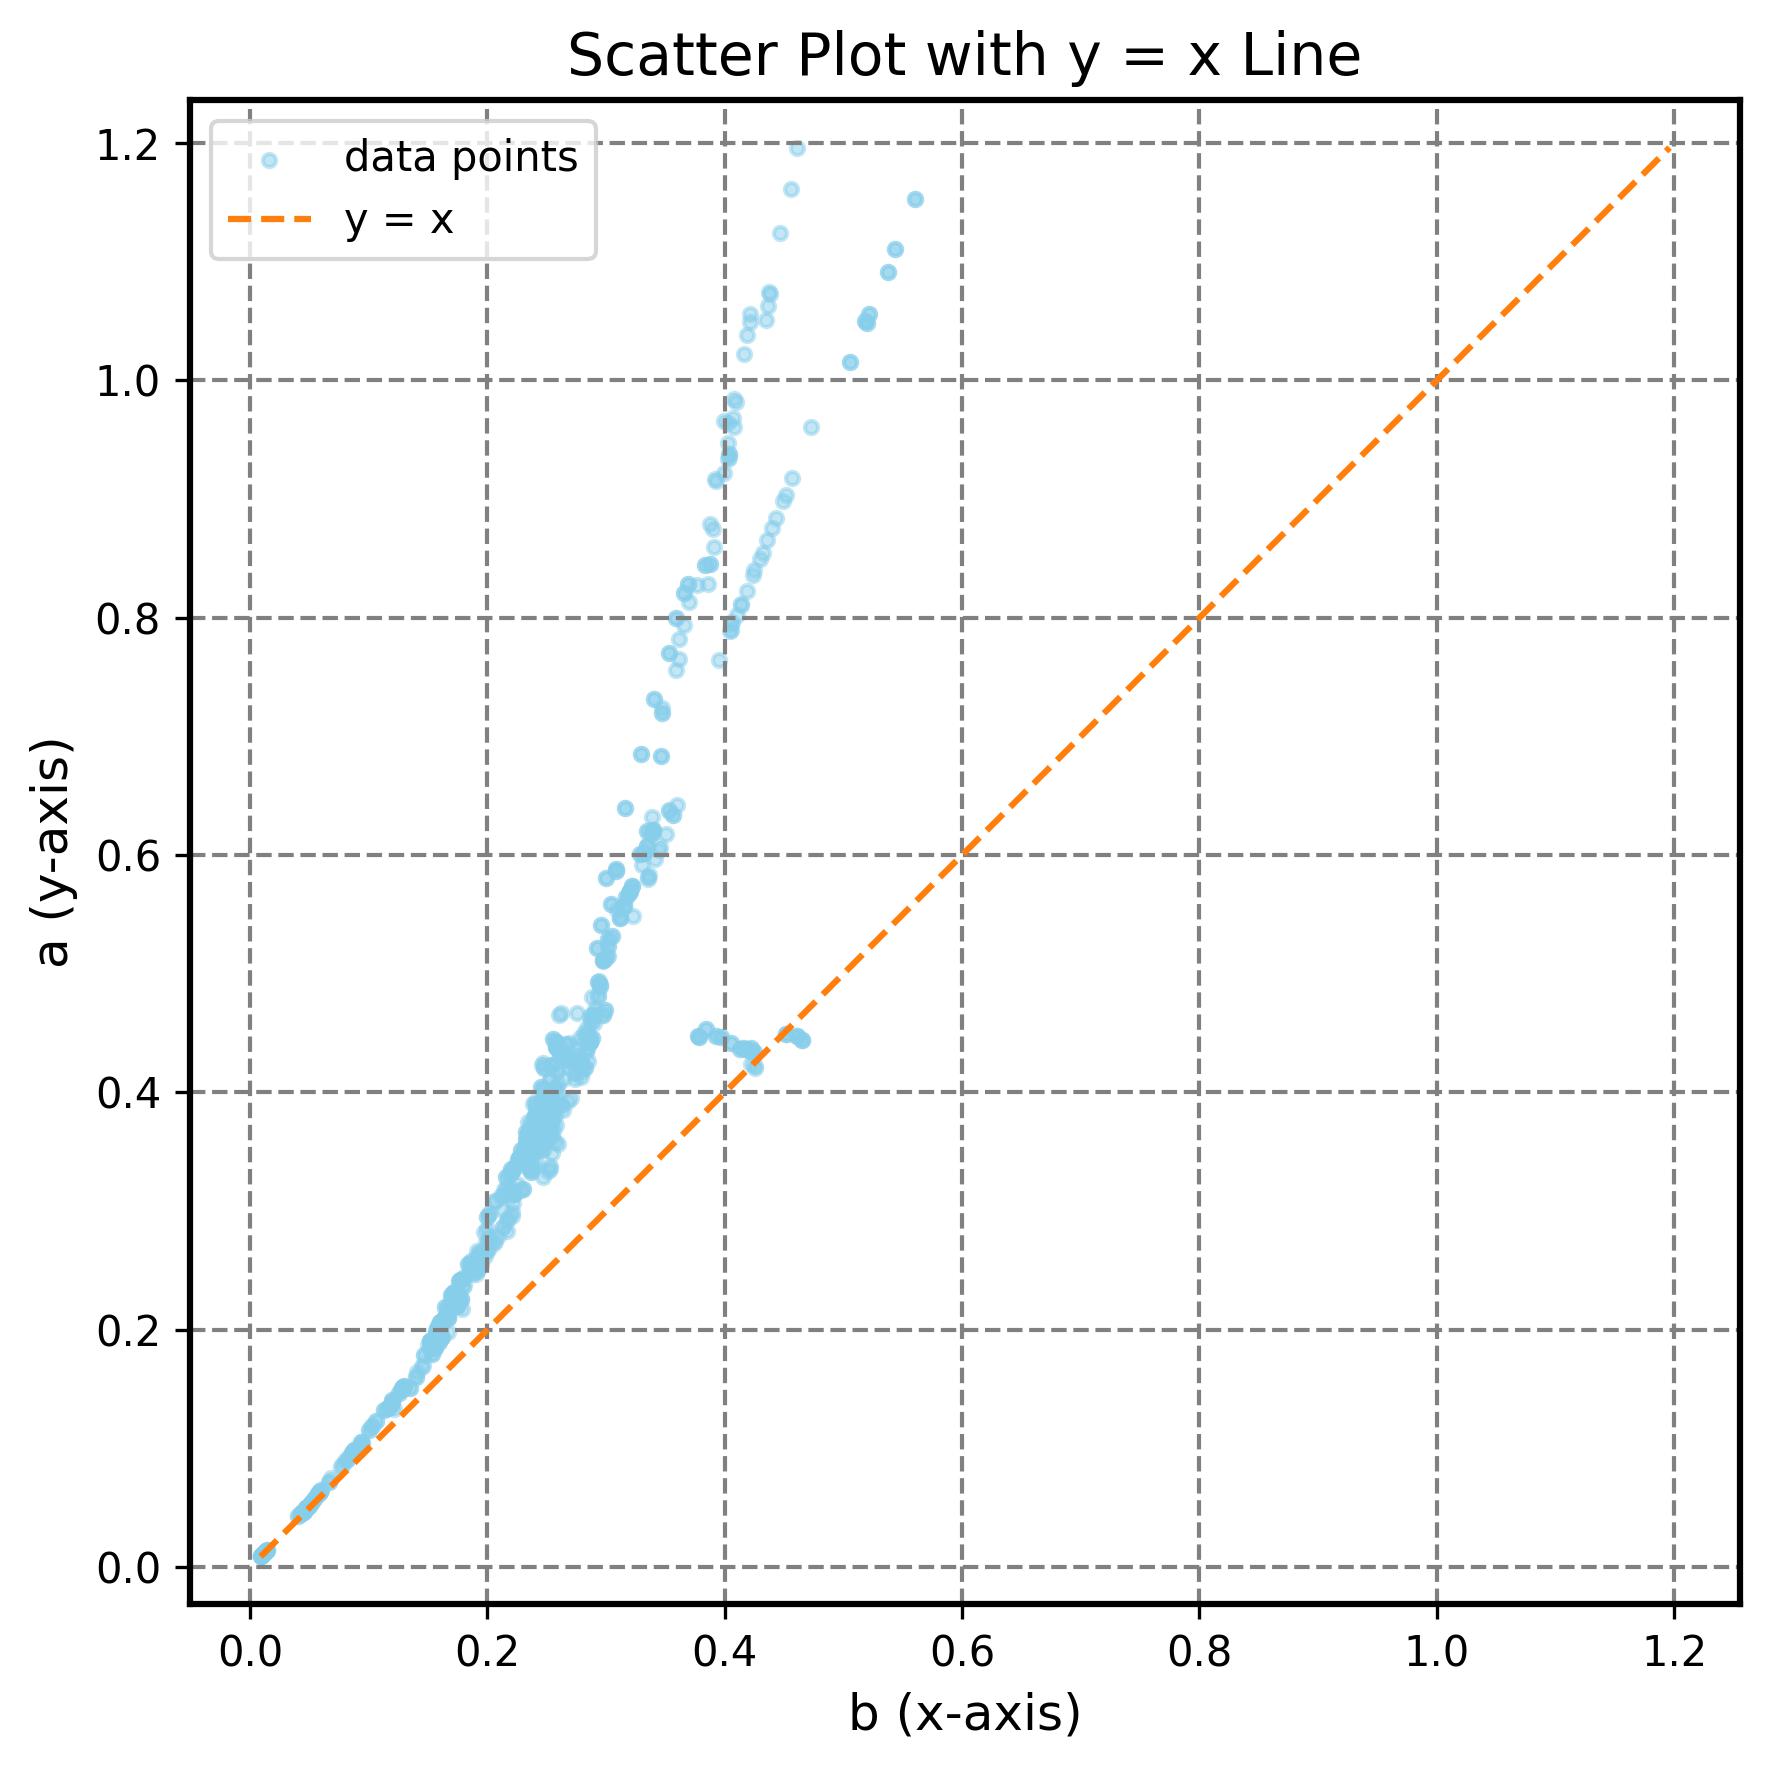 Scatter Plot with y = x Line
data points
y = x
1.2
1.0
0.8
0.6
0.4
0.2
0.0
a (y-axis)
0.0 0.2 0.4 0.6 0.8 1.0 1.2
b (x-axis)